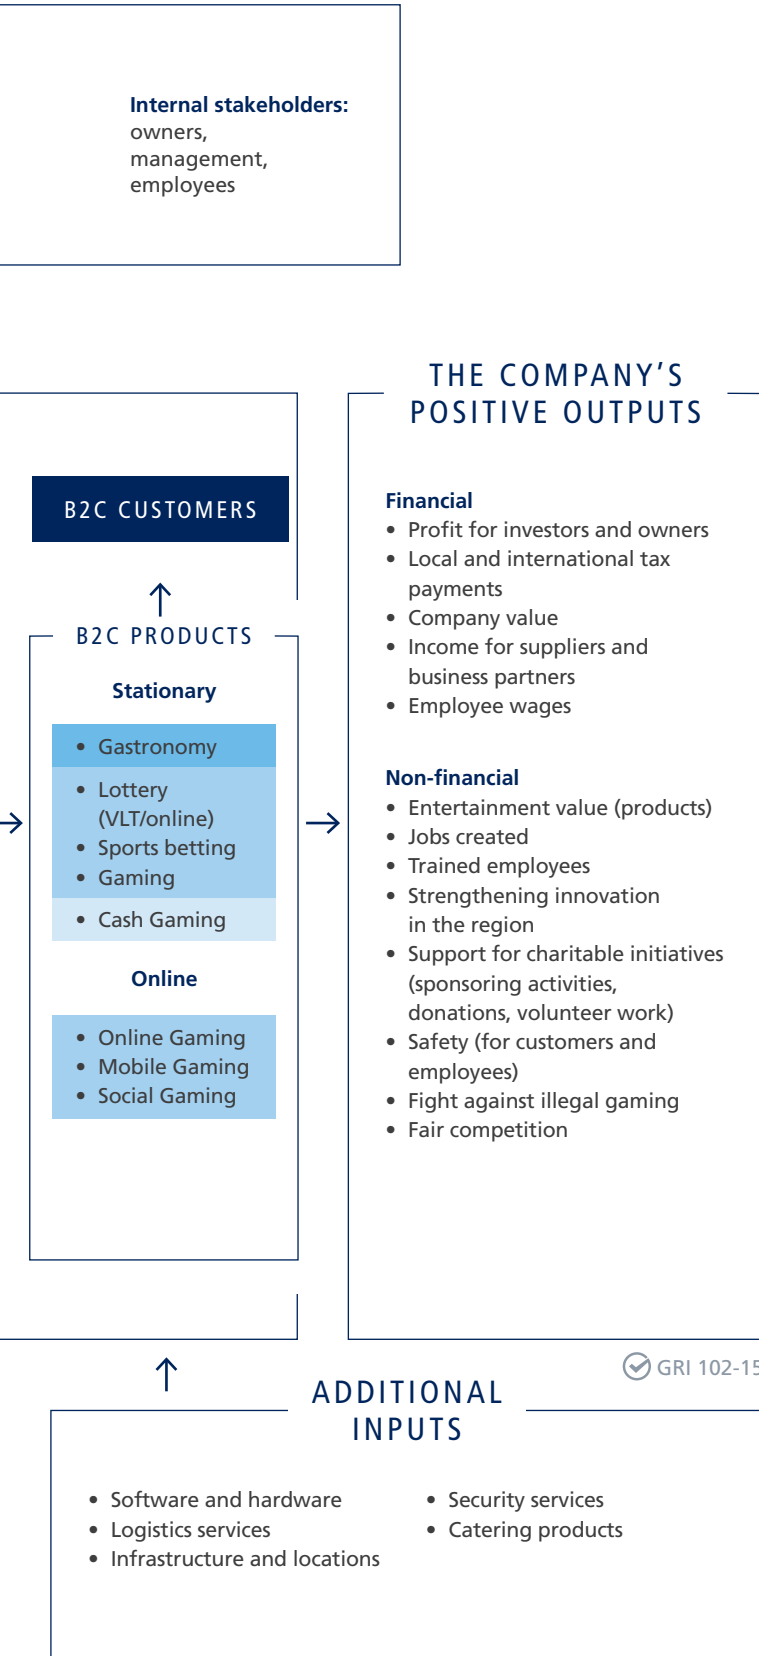 Internal stakeholders:
owners,
management,
employees
B2C CUSTOMERS
B2C PRODUCTS
Stationary
• Gastronomy
• Lottery
(VLT/online)
• Sports betting
• Gaming
• Cash Gaming
Online
• Online Gaming
• Mobile Gaming
• Social Gaming
THE COMPANY’S
POSITIVE OUTPUTS
Financial
• Profit for investors and owners
• Local and international tax
payments
• Company value
• Income for suppliers and
business partners
• Employee wages
Non-financial
• Entertainment value (products)
• Jobs created
• Trained employees
• Strengthening innovation
in the region
• Support for charitable initiatives
(sponsoring activities,
donations, volunteer work)
• Safety (for customers and
employees)
• Fight against illegal gaming
• Fair competition
GRI 102-15
ADDITIONAL
INPUTS
• Software and hardware
• Logistics services
• Infrastructure and locations
• Security services
• Catering products